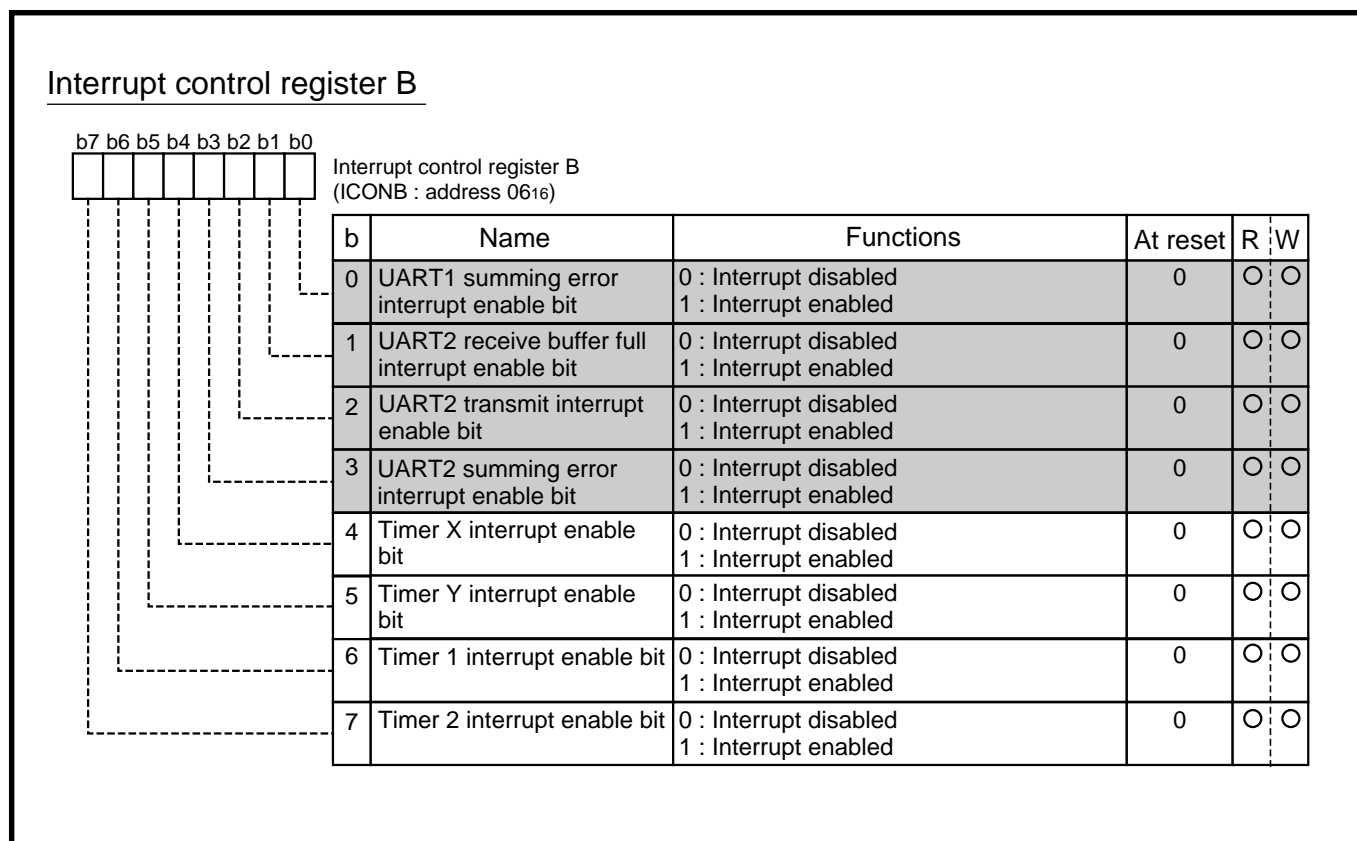 Interrupt control register B
b7 b6 b5 b4 b3 b2 b1 b0
Interrupt control register B
(ICONB : address 0616)
b Name Functions At reset R W
0 UART1 summing error 0 : Interrupt disabled 0 O O
interrupt enable bit 1 : Interrupt enabled
1 UART2 receive buffer full 0 : Interrupt disabled 0 O O
interrupt enable bit 1 : Interrupt enabled
2 UART2 transmit interrupt 0 : Interrupt disabled 0 O O
enable bit 1 : Interrupt enabled
3 UART2 summing error 0 : Interrupt disabled 0 O O
interrupt enable bit 1 : Interrupt enabled
4 Timer X interrupt enable 0 : Interrupt disabled 0 O O
bit 1 : Interrupt enabled
5 Timer Y interrupt enable 0 : Interrupt disabled 0 O O
bit 1 : Interrupt enabled
6 Timer 1 interrupt enable bit 0 : Interrupt disabled 0 O O
1 : Interrupt enabled
7 Timer 2 interrupt enable bit 0 : Interrupt disabled 0 O O
1 : Interrupt enabled